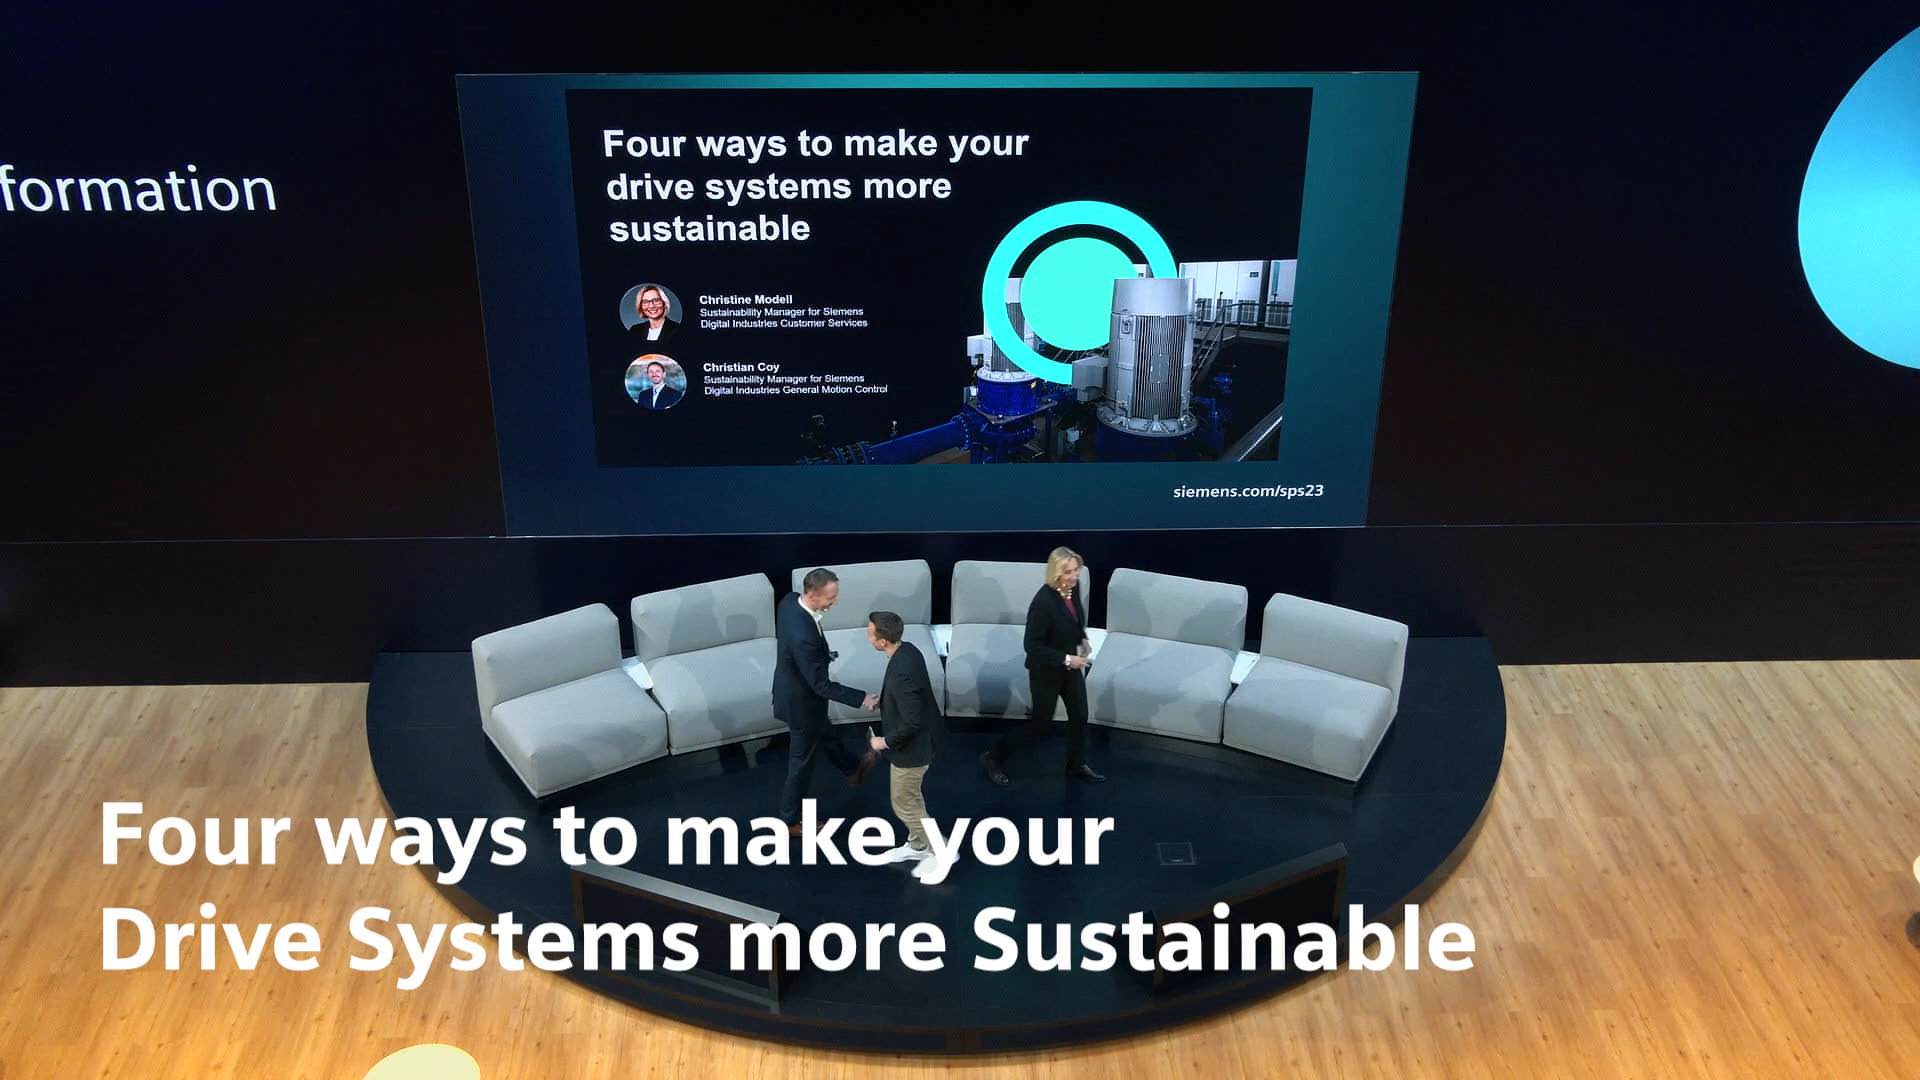 formation
Four ways to make your
drive systems more
sustainable
Christine Modell
Sustainability Manager for Siemens
Digital Industries Customer Services
Christian Coy
Sustainability Manager for Siemens
Digital Industries General Motion Control
siemens.com/sps23
Four ways to make your
Drive Systems more Sustainable